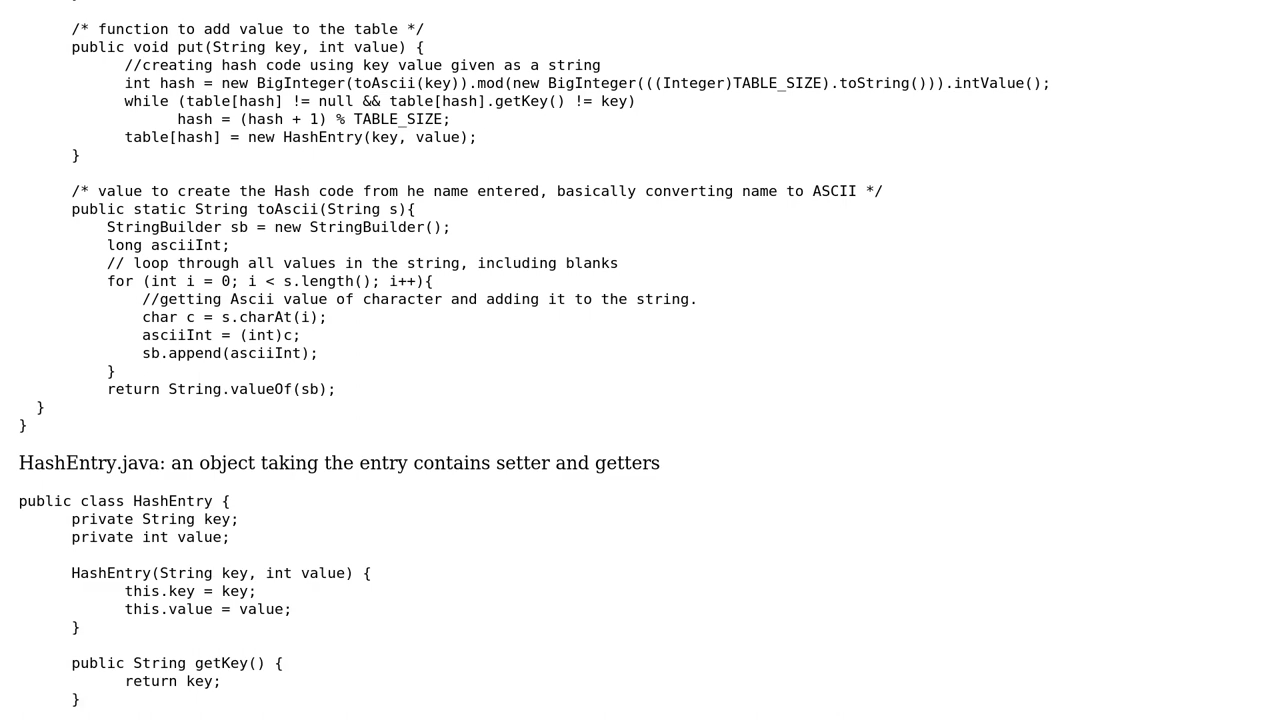 /* function to add value to the table */
public void put(String key, int value) {
//creating hash code using key value given as a string
int hash = new BigInteger(toAscii(key)).mod(new BigInteger(((Integer)TABLE_SIZE).toString())).intValue();
while (table[hash] != null && table[hash].getKey() != key)
hash = (hash + 1) % TABLE_SIZE;
table[hash] = new HashEntry(key, value);
}
/* value to create the Hash code from he name entered, basically converting name to ASCII */
public static String toAscii(String s){
StringBuilder sb = new StringBuilder();
long asciiInt;
// loop through all values in the string, including blanks
for (int i = 0; i < s.length(); i++){
//getting Ascii value of character and adding it to the string.
char c = s.charAt(i);
asciiInt = (int)c;
sb.append(asciiInt);
}
return String.valueOf(sb);
}
}
HashEntry.java: an object taking the entry contains setter and getters
public class HashEntry {
private String key;
private int value;
HashEntry(String key, int value) {
this.key = key;
this.value = value;
}
public String getKey() {
return key;
}